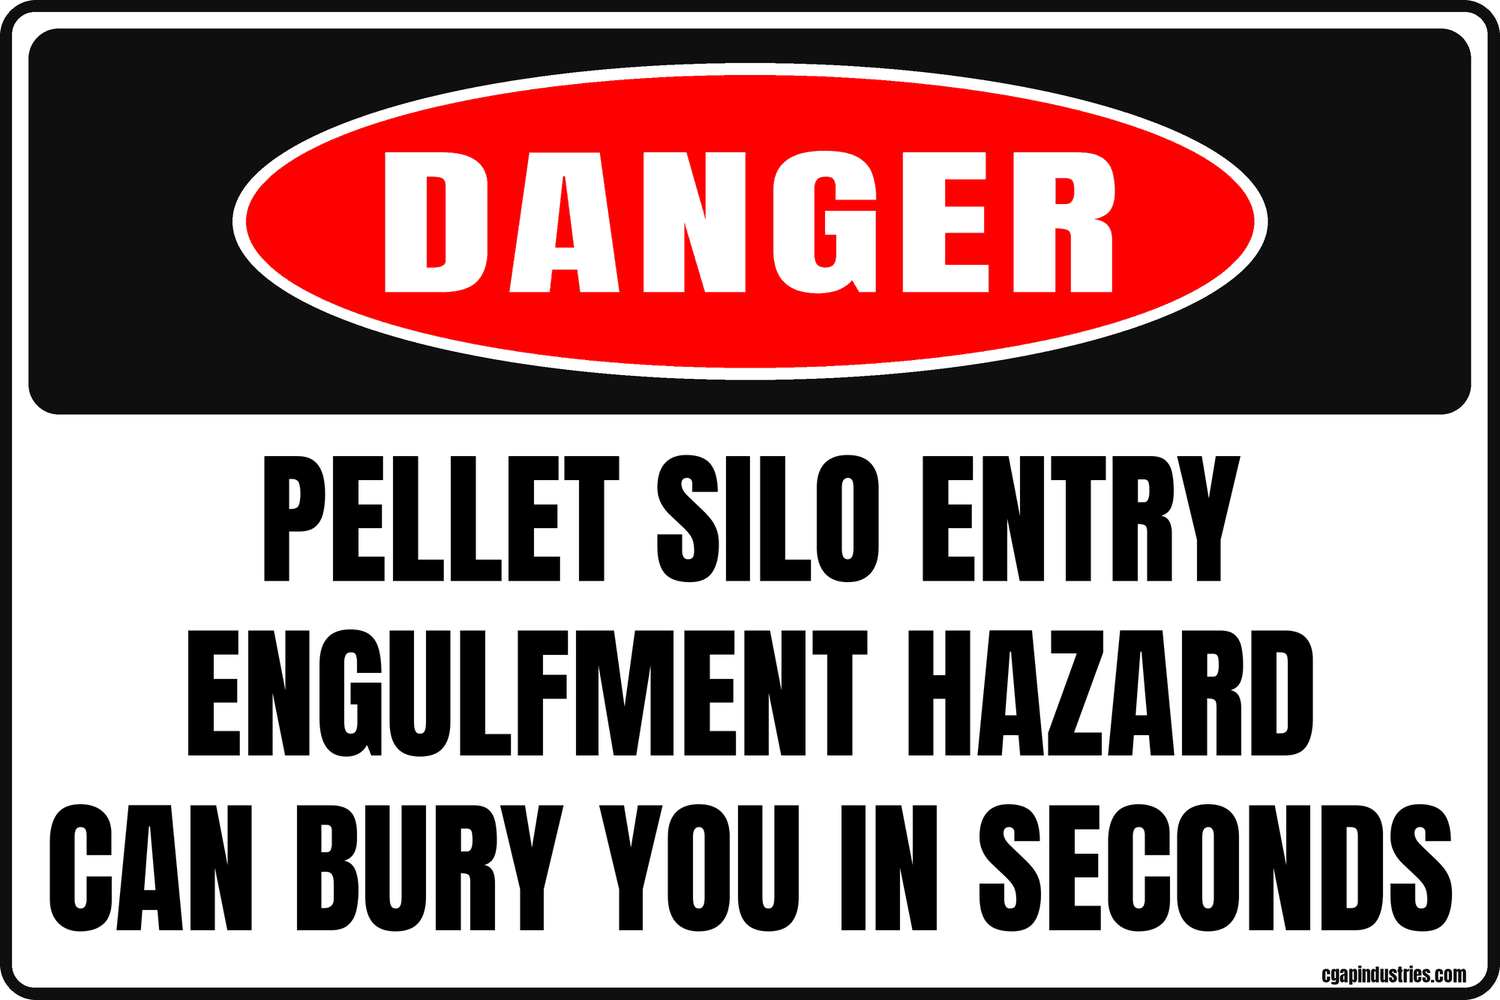 DANGER
PELLET SILO ENTRY
ENGULFMENT HAZARD
CAN BURY YOU IN SECONDS
cgapindustries.com